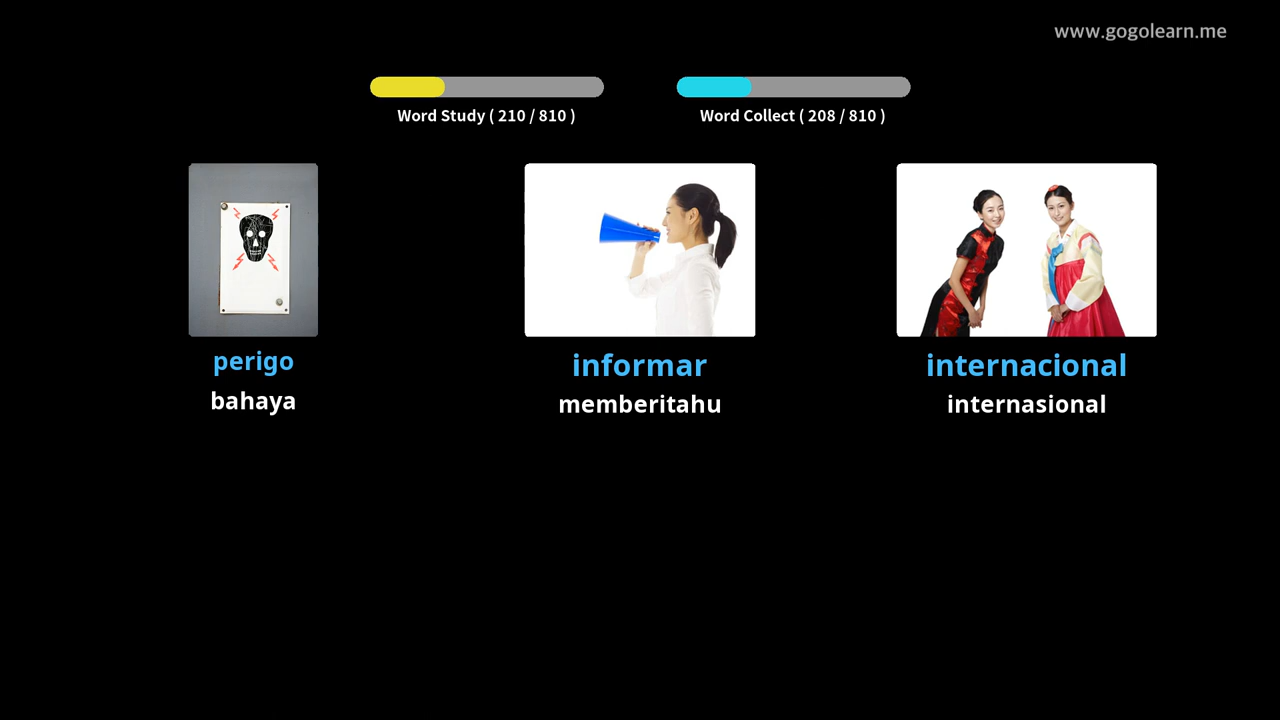 www.gogolearn.me
Word Study ( 210 / 810 )
Word Collect ( 208 / 810 )
perigo
bahaya
informar
memberitahu
internacional
internasional